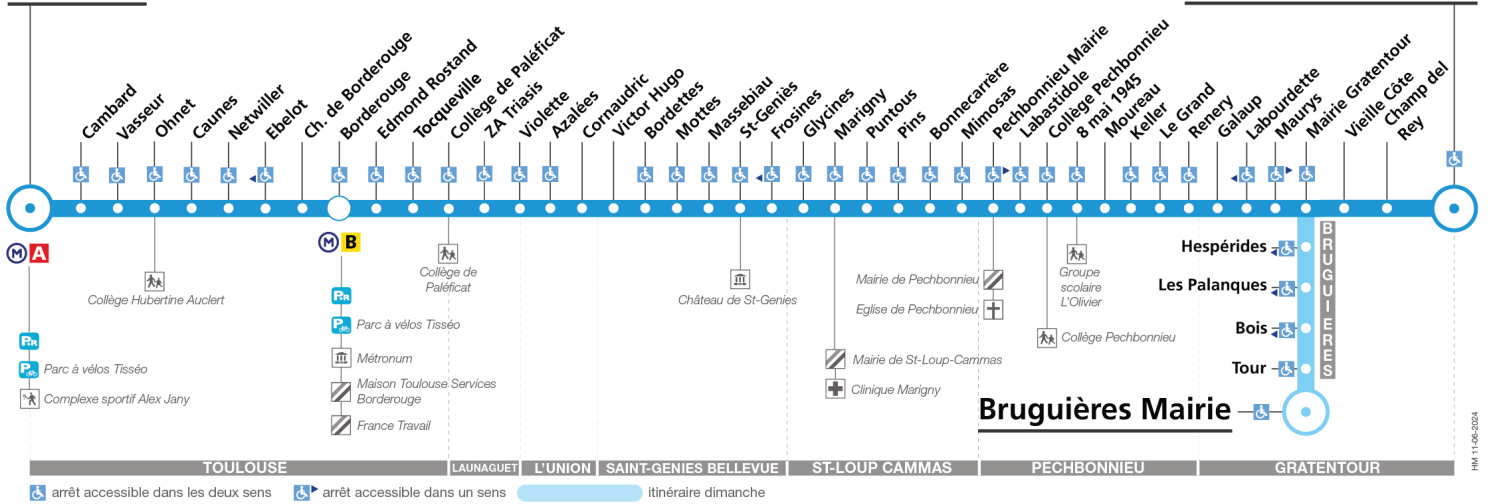 Cambard
Vasseur
Ohnet
Caunes
Netwiller
Ebelot
Ch. de Borderouge
Borderouge
Edmond Rostand
Tocqueville
Collège de Paléficat
ZA Triasis
Violette
Azalées
Cornaudric
Victor Hugo
Bordettes
Mottes
Massebiau
St-Geniès
Frosines
Glycines
Marigny
Puntous
Pins
Bonnecarrère
Mimosas
Pechbonnieu Mairie
Labastidole
Collège Pechbonnieu
8 mai 1945
Moureau
Keller
Le Grand
Renery
Galaup
Labourdette
Maurys
Mairie Gratentour
Vieille Côte
Champ del
Rey
M A
M B
Collège Hubertine Auclert
P+R
Parc à vélos Tisséo
Complexe sportif Alex Jany
P+R
Parc à vélos Tisséo
Métronum
Maison Toulouse Services
Borderouge
France Travail
Collège de
Paléficat
Château de St-Genies
Mairie de St-Loup-Cammas
Clinique Marigny
Mairie de Pechbonnieu
Eglise de Pechbonnieu
Groupe
scolaire
L'Olivier
Collège Pechbonnieu
Hespérides
Les Palanques
Bois
Tour
Bruguières Mairie
BRUGUIERES
TOULOUSE
LAUNAGUET
L'UNION
SAINT-GENIES BELLEVUE
ST-LOUP CAMMAS
PECHBONNIEU
GRATENTOUR
arrêt accessible dans les deux sens
arrêt accessible dans un sens
itinéraire dimanche
HM 11-06-2024